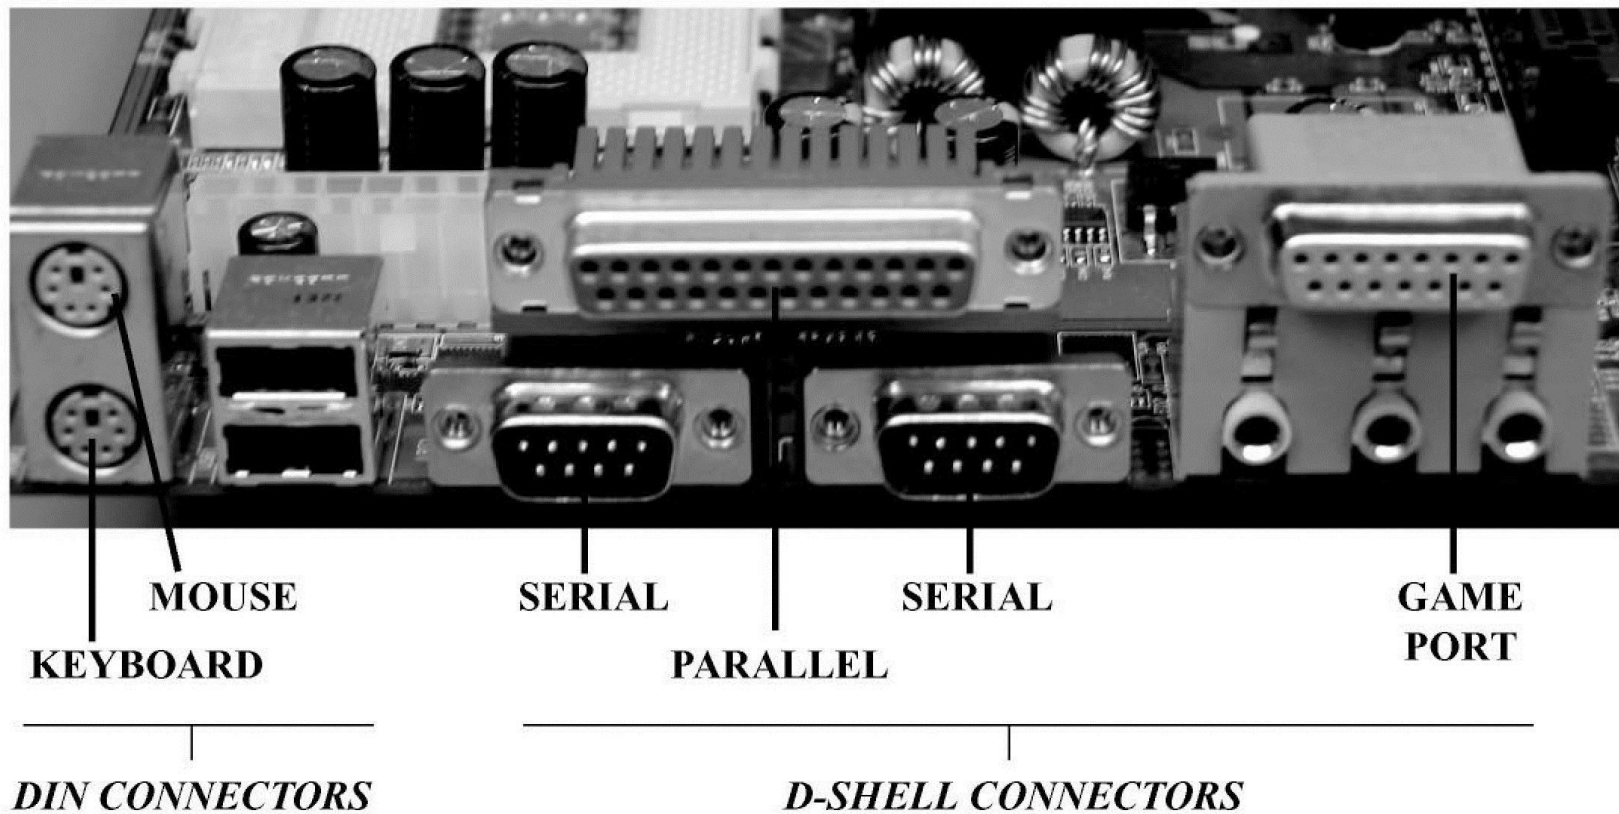 MOUSE
SERIAL
SERIAL
GAME
PORT
KEYBOARD
PARALLEL
DIN CONNECTORS
D-SHELL CONNECTORS